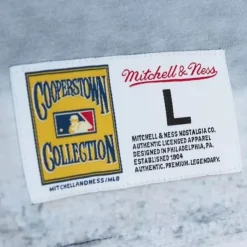 COOPERSTOWN
COLLECTION
MITCHELLANDNESS/MLB
Mitchell & Ness
L
MITCHELL & NESS NOSTALGIA CO.
AUTHENTIC LICENSED APPAREL
DESIGNED IN PHILADELPHIA, PA.
ESTABLISHED 1904
AUTHENTIC. PREMIUM. LEGENDARY.